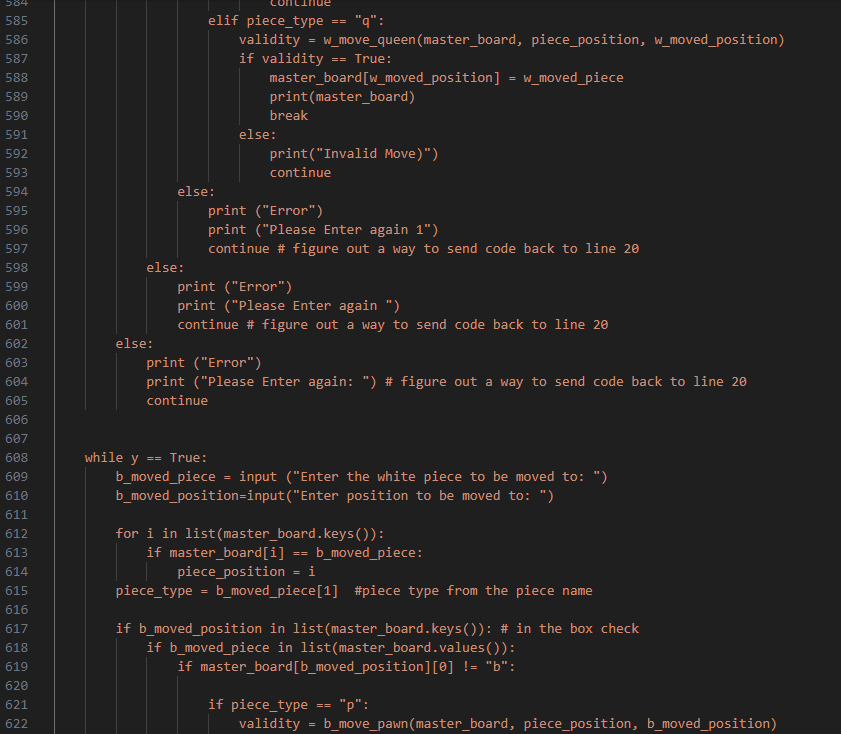 584 continue
585 elif piece_type == "q":
586 validity = w_move_queen(master_board, piece_position, w_moved_position)
587 if validity == True:
588 master_board[w_moved_position] = w_moved_piece
589 print(master_board)
590 break
591 else:
592 print("Invalid Move)")
593 continue
594 else:
595 print ("Error")
596 print ("Please Enter again 1")
597 continue # figure out a way to send code back to line 20
598 else:
599 print ("Error")
600 print ("Please Enter again ")
601 continue # figure out a way to send code back to line 20
602 else:
603 print ("Error")
604 print ("Please Enter again: ") # figure out a way to send code back to line 20
605 continue
606
607
608 while y == True:
609 b_moved_piece = input ("Enter the white piece to be moved to: ")
610 b_moved_position=input("Enter position to be moved to: ")
611
612 for i in list(master_board.keys()):
613 if master_board[i] == b_moved_piece:
614 piece_position = i
615 piece_type = b_moved_piece[1]  #piece type from the piece name
616
617 if b_moved_position in list(master_board.keys()): # in the box check
618 if b_moved_piece in list(master_board.values()):
619 if master_board[b_moved_position][0] != "b":
620
621 if piece_type == "p":
622 validity = b_move_pawn(master_board, piece_position, b_moved_position)